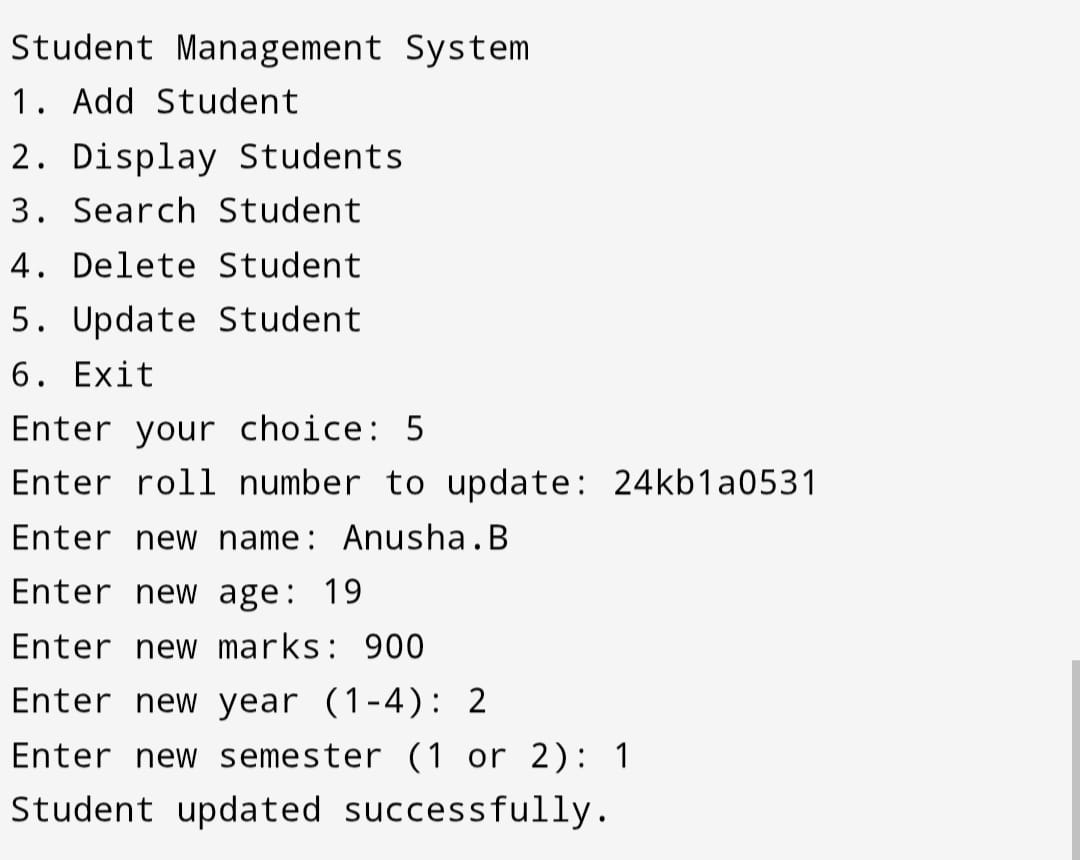 Student Management System
1. Add Student
2. Display Students
3. Search Student
4. Delete Student
5. Update Student
6. Exit
Enter your choice: 5
Enter roll number to update: 24kb1a0531
Enter new name: Anusha.B
Enter new age: 19
Enter new marks: 900
Enter new year (1-4): 2
Enter new semester (1 or 2): 1
Student updated successfully.